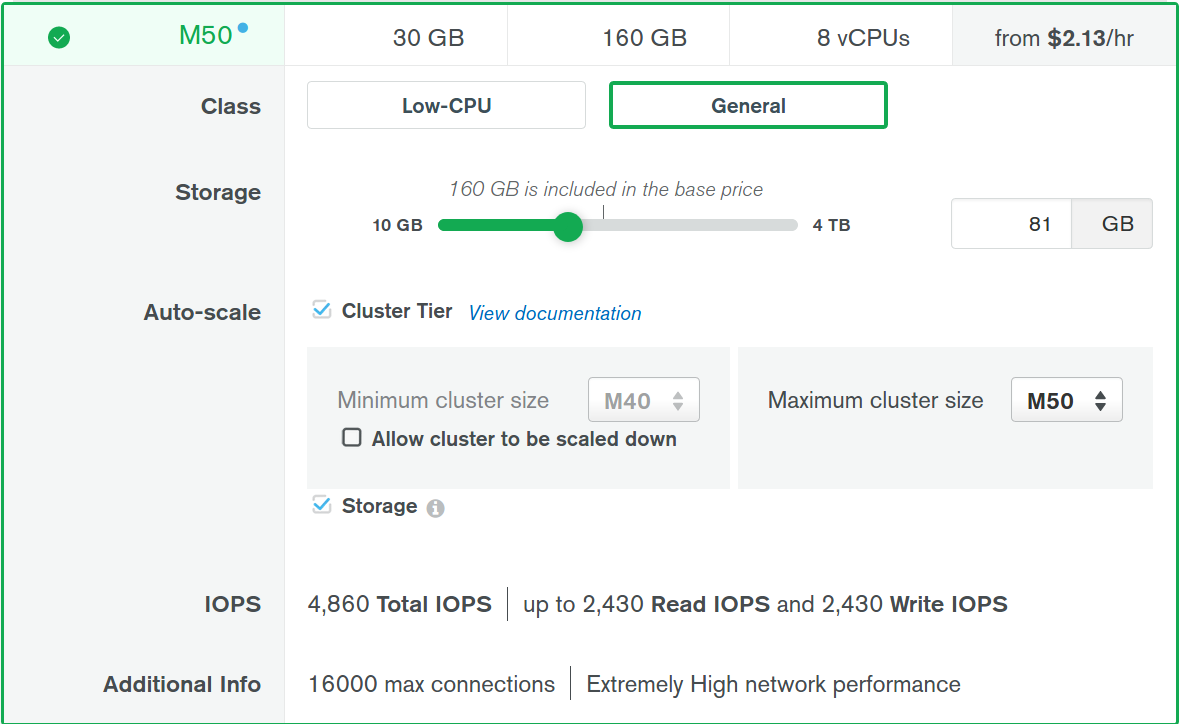 M50 30 GB 160 GB 8 vCPUs from $2.13/hr
Class Low-CPU General
Storage 160 GB is included in the base price
10 GB 4 TB 81 GB
Auto-scale Cluster Tier View documentation
Minimum cluster size M40 Maximum cluster size M50
Allow cluster to be scaled down
Storage
IOPS 4,860 Total IOPS up to 2,430 Read IOPS and 2,430 Write IOPS
Additional Info 16000 max connections Extremely High network performance